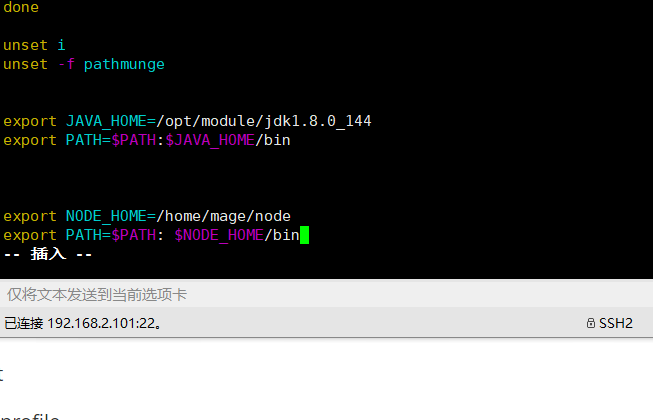 done
unset i
unset -f pathmunge
export JAVA_HOME=/opt/module/jdk1.8.0_144
export PATH=$PATH:$JAVA_HOME/bin
export NODE_HOME=/home/mage/node
export PATH=$PATH: $NODE_HOME/bin
-- 插入 --
仅将文本发送到当前选项卡
已连接 192.168.2.101:22。 SSH2
t
profile